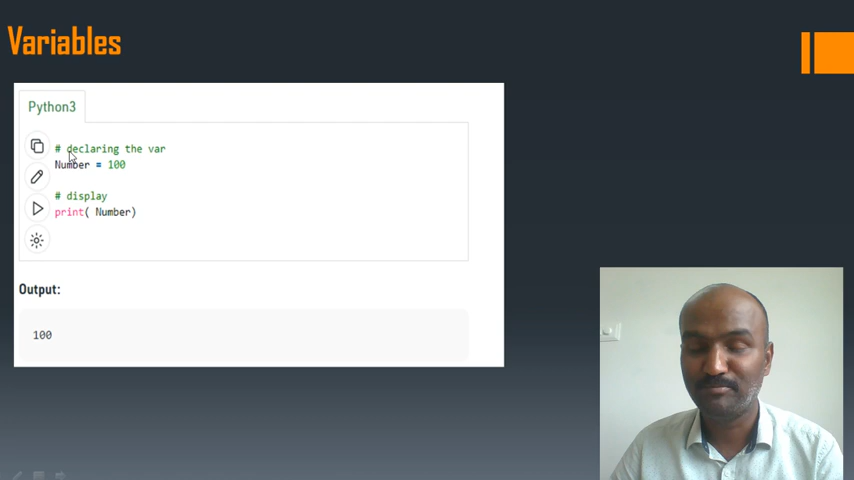 Variables
Python3
# declaring the var
Number = 100
# display
print( Number)
Output:
100